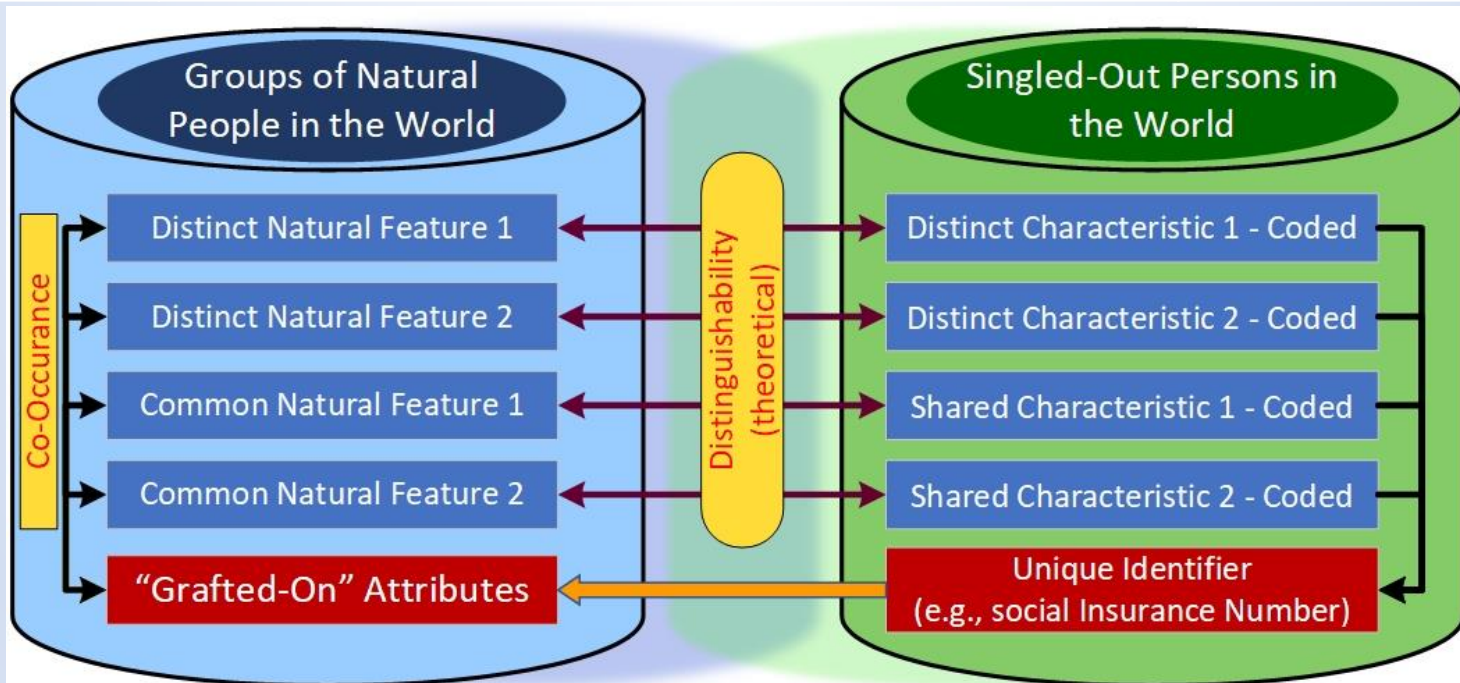 Groups of Natural
People in the World
Singled-Out Persons in
the World
Co-Occurance
Distinct Natural Feature 1
Distinct Natural Feature 2
Common Natural Feature 1
Common Natural Feature 2
“Grafted-On” Attributes
Distinguishability
(theoretical)
Distinct Characteristic 1 - Coded
Distinct Characteristic 2 - Coded
Shared Characteristic 1 - Coded
Shared Characteristic 2 - Coded
Unique Identifier
(e.g., social Insurance Number)